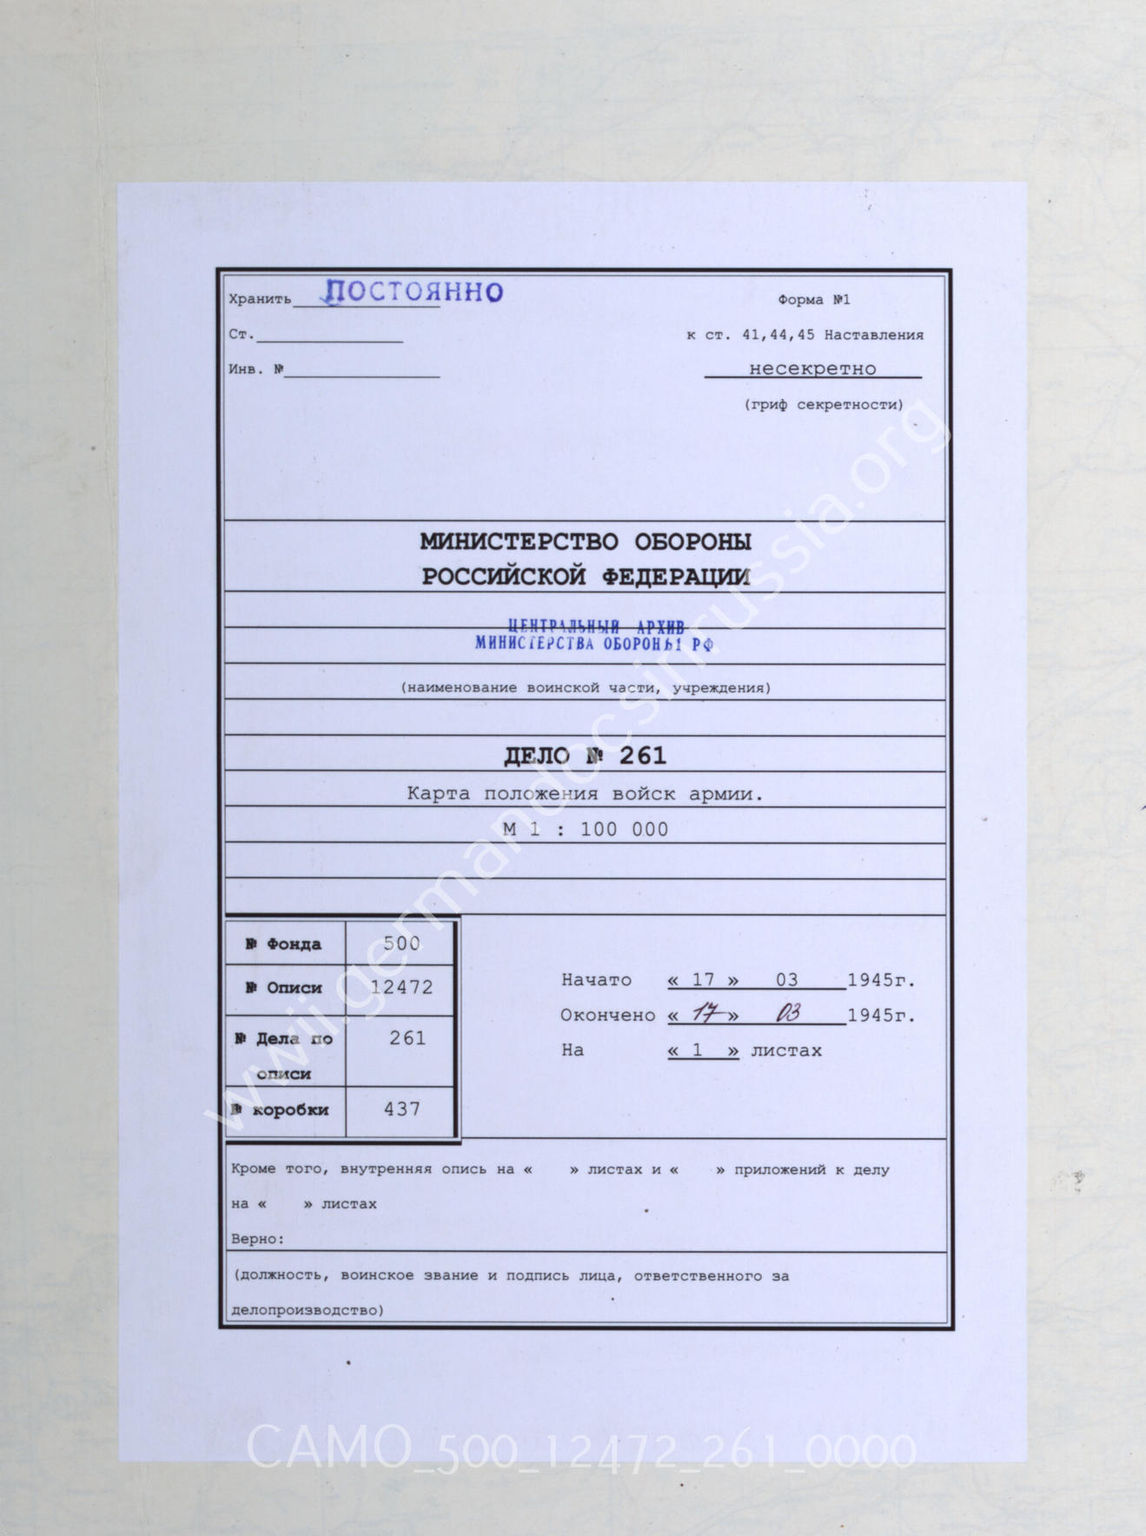 Хранить ПОСТОЯННО
Форма №1
Ст.
к ст. 41,44,45 Наставления
Инв. №
несекретно
(гриф секретности)
МИНИСТЕРСТВО ОБОРОНЫ
РОССИЙСКОЙ ФЕДЕРАЦИИ
ЦЕНТРАЛЬНЫЙ АРХИВ
МИНИСТЕРСТВА ОБОРОНЫ РФ
(наименование воинской части, учреждения)
ДЕЛО № 261
Карта положения войск армии.
М 1 : 100 000
№ Фонда 500
№ Описи 12472
№ Дела по описи 261
№ коробки 437
Начато « 17 » 03 1945г.
Окончено « 17 » 03 1945г.
На « 1 » листах
Кроме того, внутренняя опись на « » листах и « » приложений к делу
на « » листах
Верно:
(должность, воинское звание и подпись лица, ответственного за
делопроизводство)
www.wwii.germandocsinrussia.org
CAMO_500_12472_261_0000